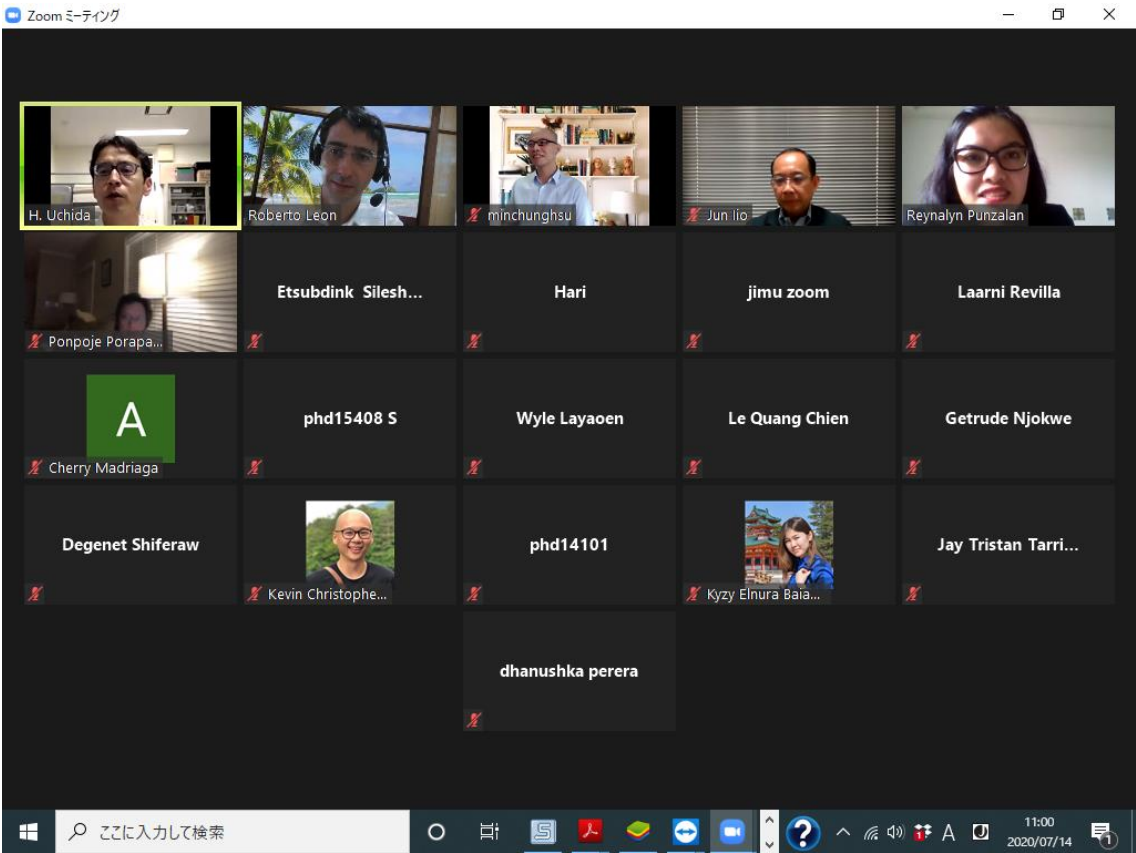 Zoom ミーティング
H. Uchida
Roberto Leon
minchunghsu
Jun Iio
Reynalyn Punzalan
Ponpoje Porapa...
Etsubdink Silesh...
Hari
jimu zoom
Laarni Revilla
A
Cherry Madriaga
phd15408 S
Wyle Layaoen
Le Quang Chien
Getrude Njokwe
Degenet Shiferaw
Kevin Christophe...
phd14101
Kyzy Elnura Baia...
Jay Tristan Tarri...
dhanushka perera
ここに入力して検索
A
11:00
2020/07/14
1